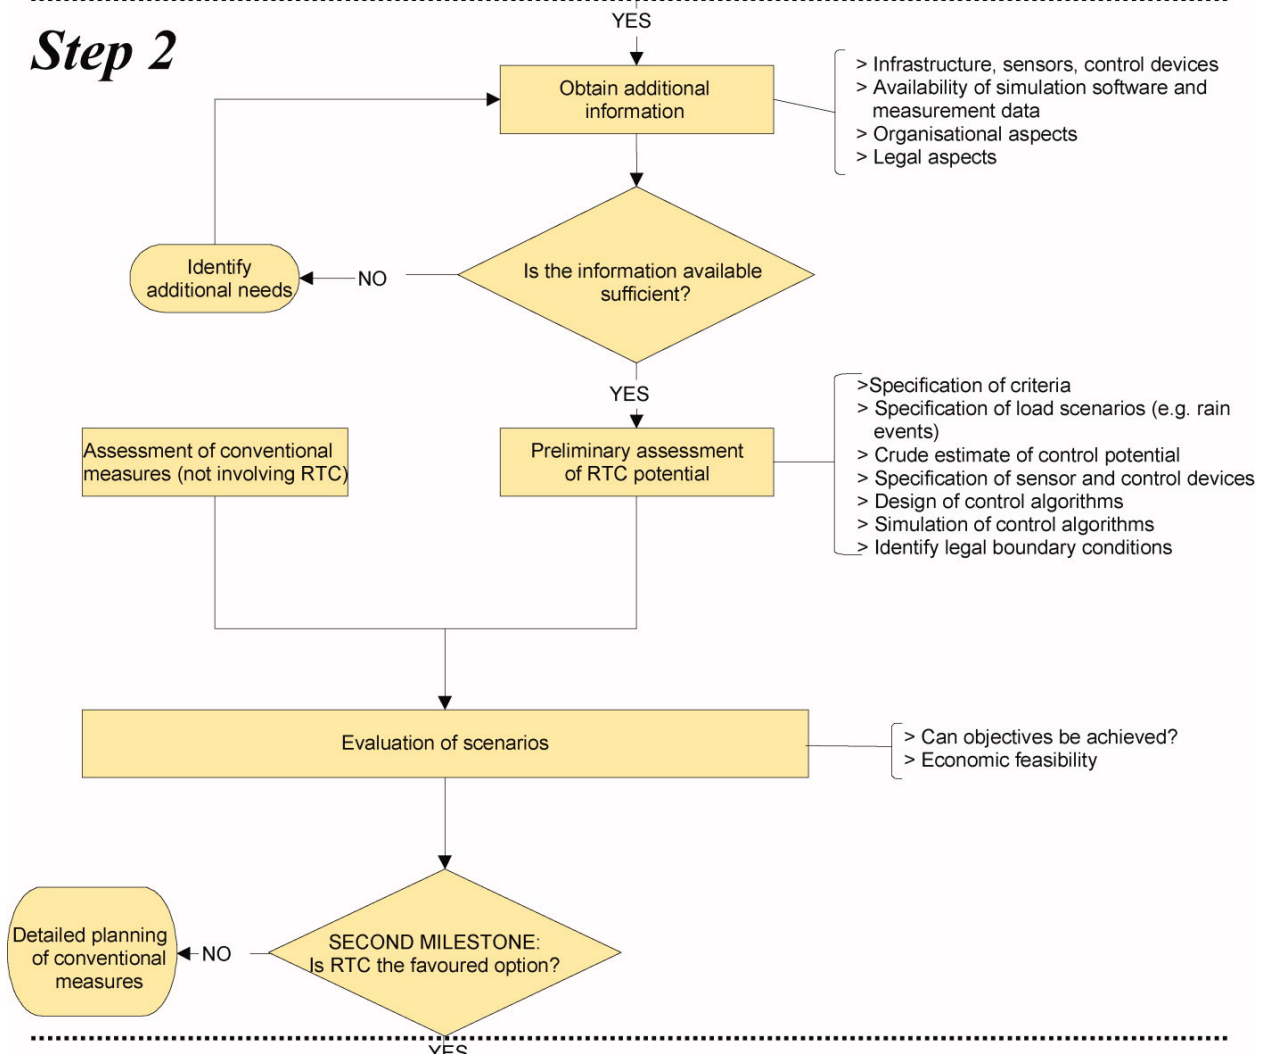 YES
Step 2
Obtain additional
information
> Infrastructure, sensors, control devices
> Availability of simulation software and
measurement data
> Organisational aspects
> Legal aspects
Identify
additional needs
NO
Is the information available
sufficient?
YES
Assessment of conventional
measures (not involving RTC)
Preliminary assessment
of RTC potential
>Specification of criteria
> Specification of load scenarios (e.g. rain
events)
> Crude estimate of control potential
> Specification of sensor and control devices
> Design of control algorithms
> Simulation of control algorithms
> Identify legal boundary conditions
Evaluation of scenarios
> Can objectives be achieved?
> Economic feasibility
Detailed planning
of conventional
measures
NO
SECOND MILESTONE:
Is RTC the favoured option?
YES